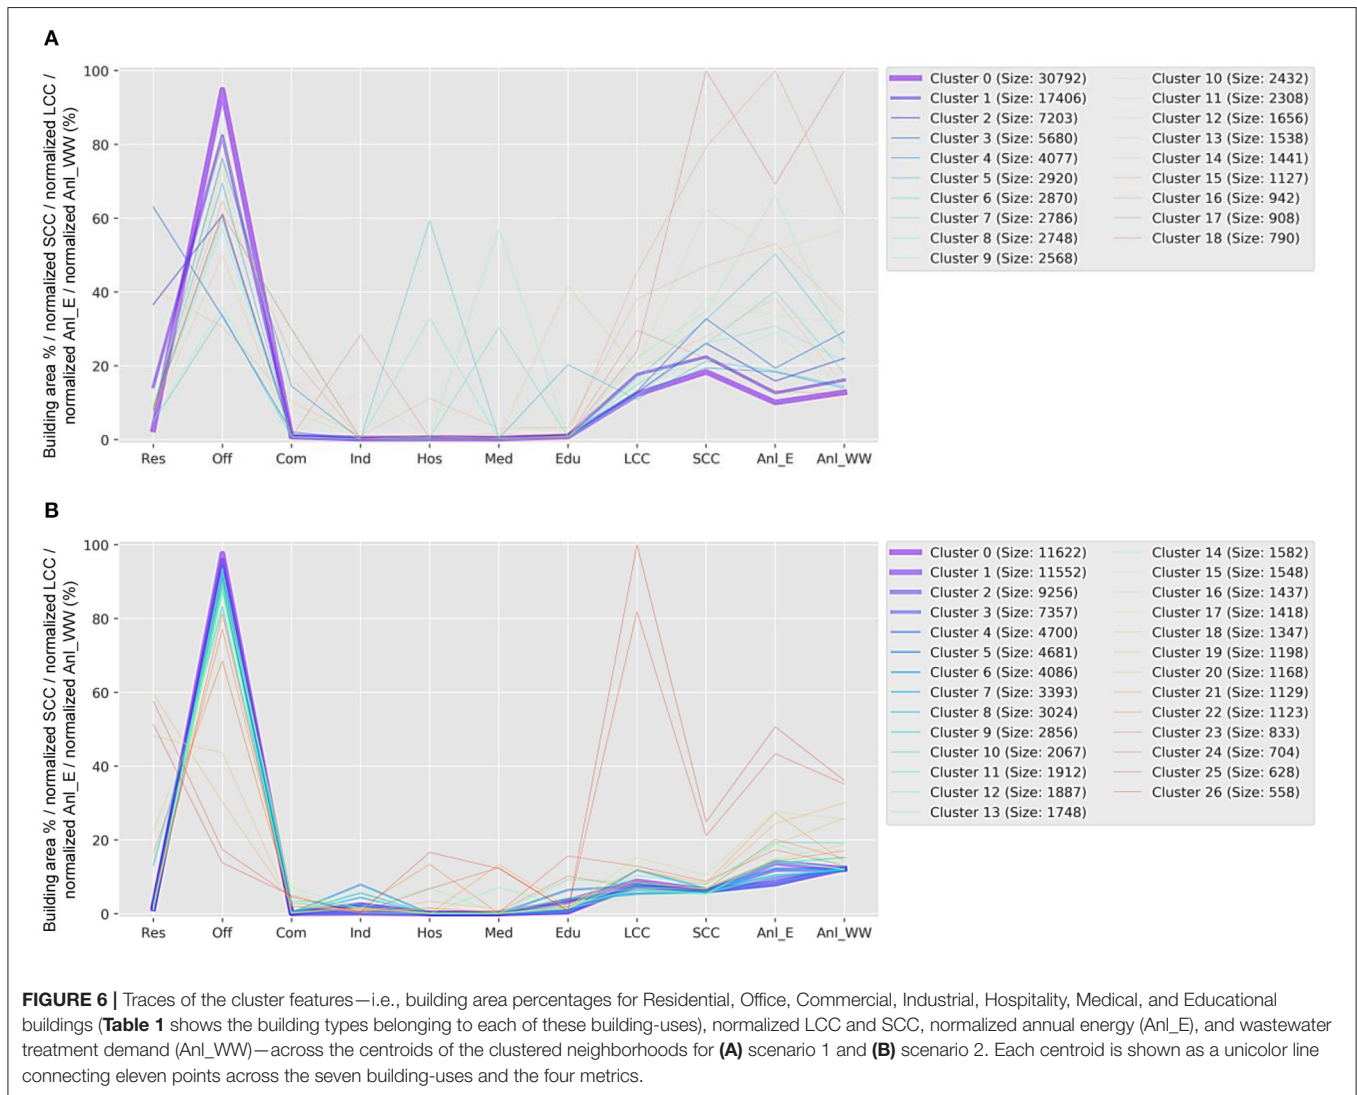 A
Building area % / normalized SCC / normalized LCC /
normalized Anl_E / normalized Anl_WW (%)
100
80
60
40
20
0
Res Off Com Ind Hos Med Edu LCC SCC Anl_E Anl_WW
Cluster 0 (Size: 30792)
Cluster 1 (Size: 17406)
Cluster 2 (Size: 7203)
Cluster 3 (Size: 5680)
Cluster 4 (Size: 4077)
Cluster 5 (Size: 2920)
Cluster 6 (Size: 2870)
Cluster 7 (Size: 2786)
Cluster 8 (Size: 2748)
Cluster 9 (Size: 2568)
Cluster 10 (Size: 2432)
Cluster 11 (Size: 2308)
Cluster 12 (Size: 1656)
Cluster 13 (Size: 1538)
Cluster 14 (Size: 1441)
Cluster 15 (Size: 1127)
Cluster 16 (Size: 942)
Cluster 17 (Size: 908)
Cluster 18 (Size: 790)
B
Building area % / normalized SCC / normalized LCC /
normalized Anl_E / normalized Anl_WW (%)
100
80
60
40
20
0
Res Off Com Ind Hos Med Edu LCC SCC Anl_E Anl_WW
Cluster 0 (Size: 11622)
Cluster 1 (Size: 11552)
Cluster 2 (Size: 9256)
Cluster 3 (Size: 7357)
Cluster 4 (Size: 4700)
Cluster 5 (Size: 4681)
Cluster 6 (Size: 4086)
Cluster 7 (Size: 3393)
Cluster 8 (Size: 3024)
Cluster 9 (Size: 2856)
Cluster 10 (Size: 2067)
Cluster 11 (Size: 1912)
Cluster 12 (Size: 1887)
Cluster 13 (Size: 1748)
Cluster 14 (Size: 1582)
Cluster 15 (Size: 1548)
Cluster 16 (Size: 1437)
Cluster 17 (Size: 1418)
Cluster 18 (Size: 1347)
Cluster 19 (Size: 1198)
Cluster 20 (Size: 1168)
Cluster 21 (Size: 1129)
Cluster 22 (Size: 1123)
Cluster 23 (Size: 833)
Cluster 24 (Size: 704)
Cluster 25 (Size: 628)
Cluster 26 (Size: 558)
FIGURE 6 | Traces of the cluster features—i.e., building area percentages for Residential, Office, Commercial, Industrial, Hospitality, Medical, and Educational
buildings (Table 1 shows the building types belonging to each of these building-uses), normalized LCC and SCC, normalized annual energy (Anl_E), and wastewater
treatment demand (Anl_WW)—across the centroids of the clustered neighborhoods for (A) scenario 1 and (B) scenario 2. Each centroid is shown as a unicolor line
connecting eleven points across the seven building-uses and the four metrics.